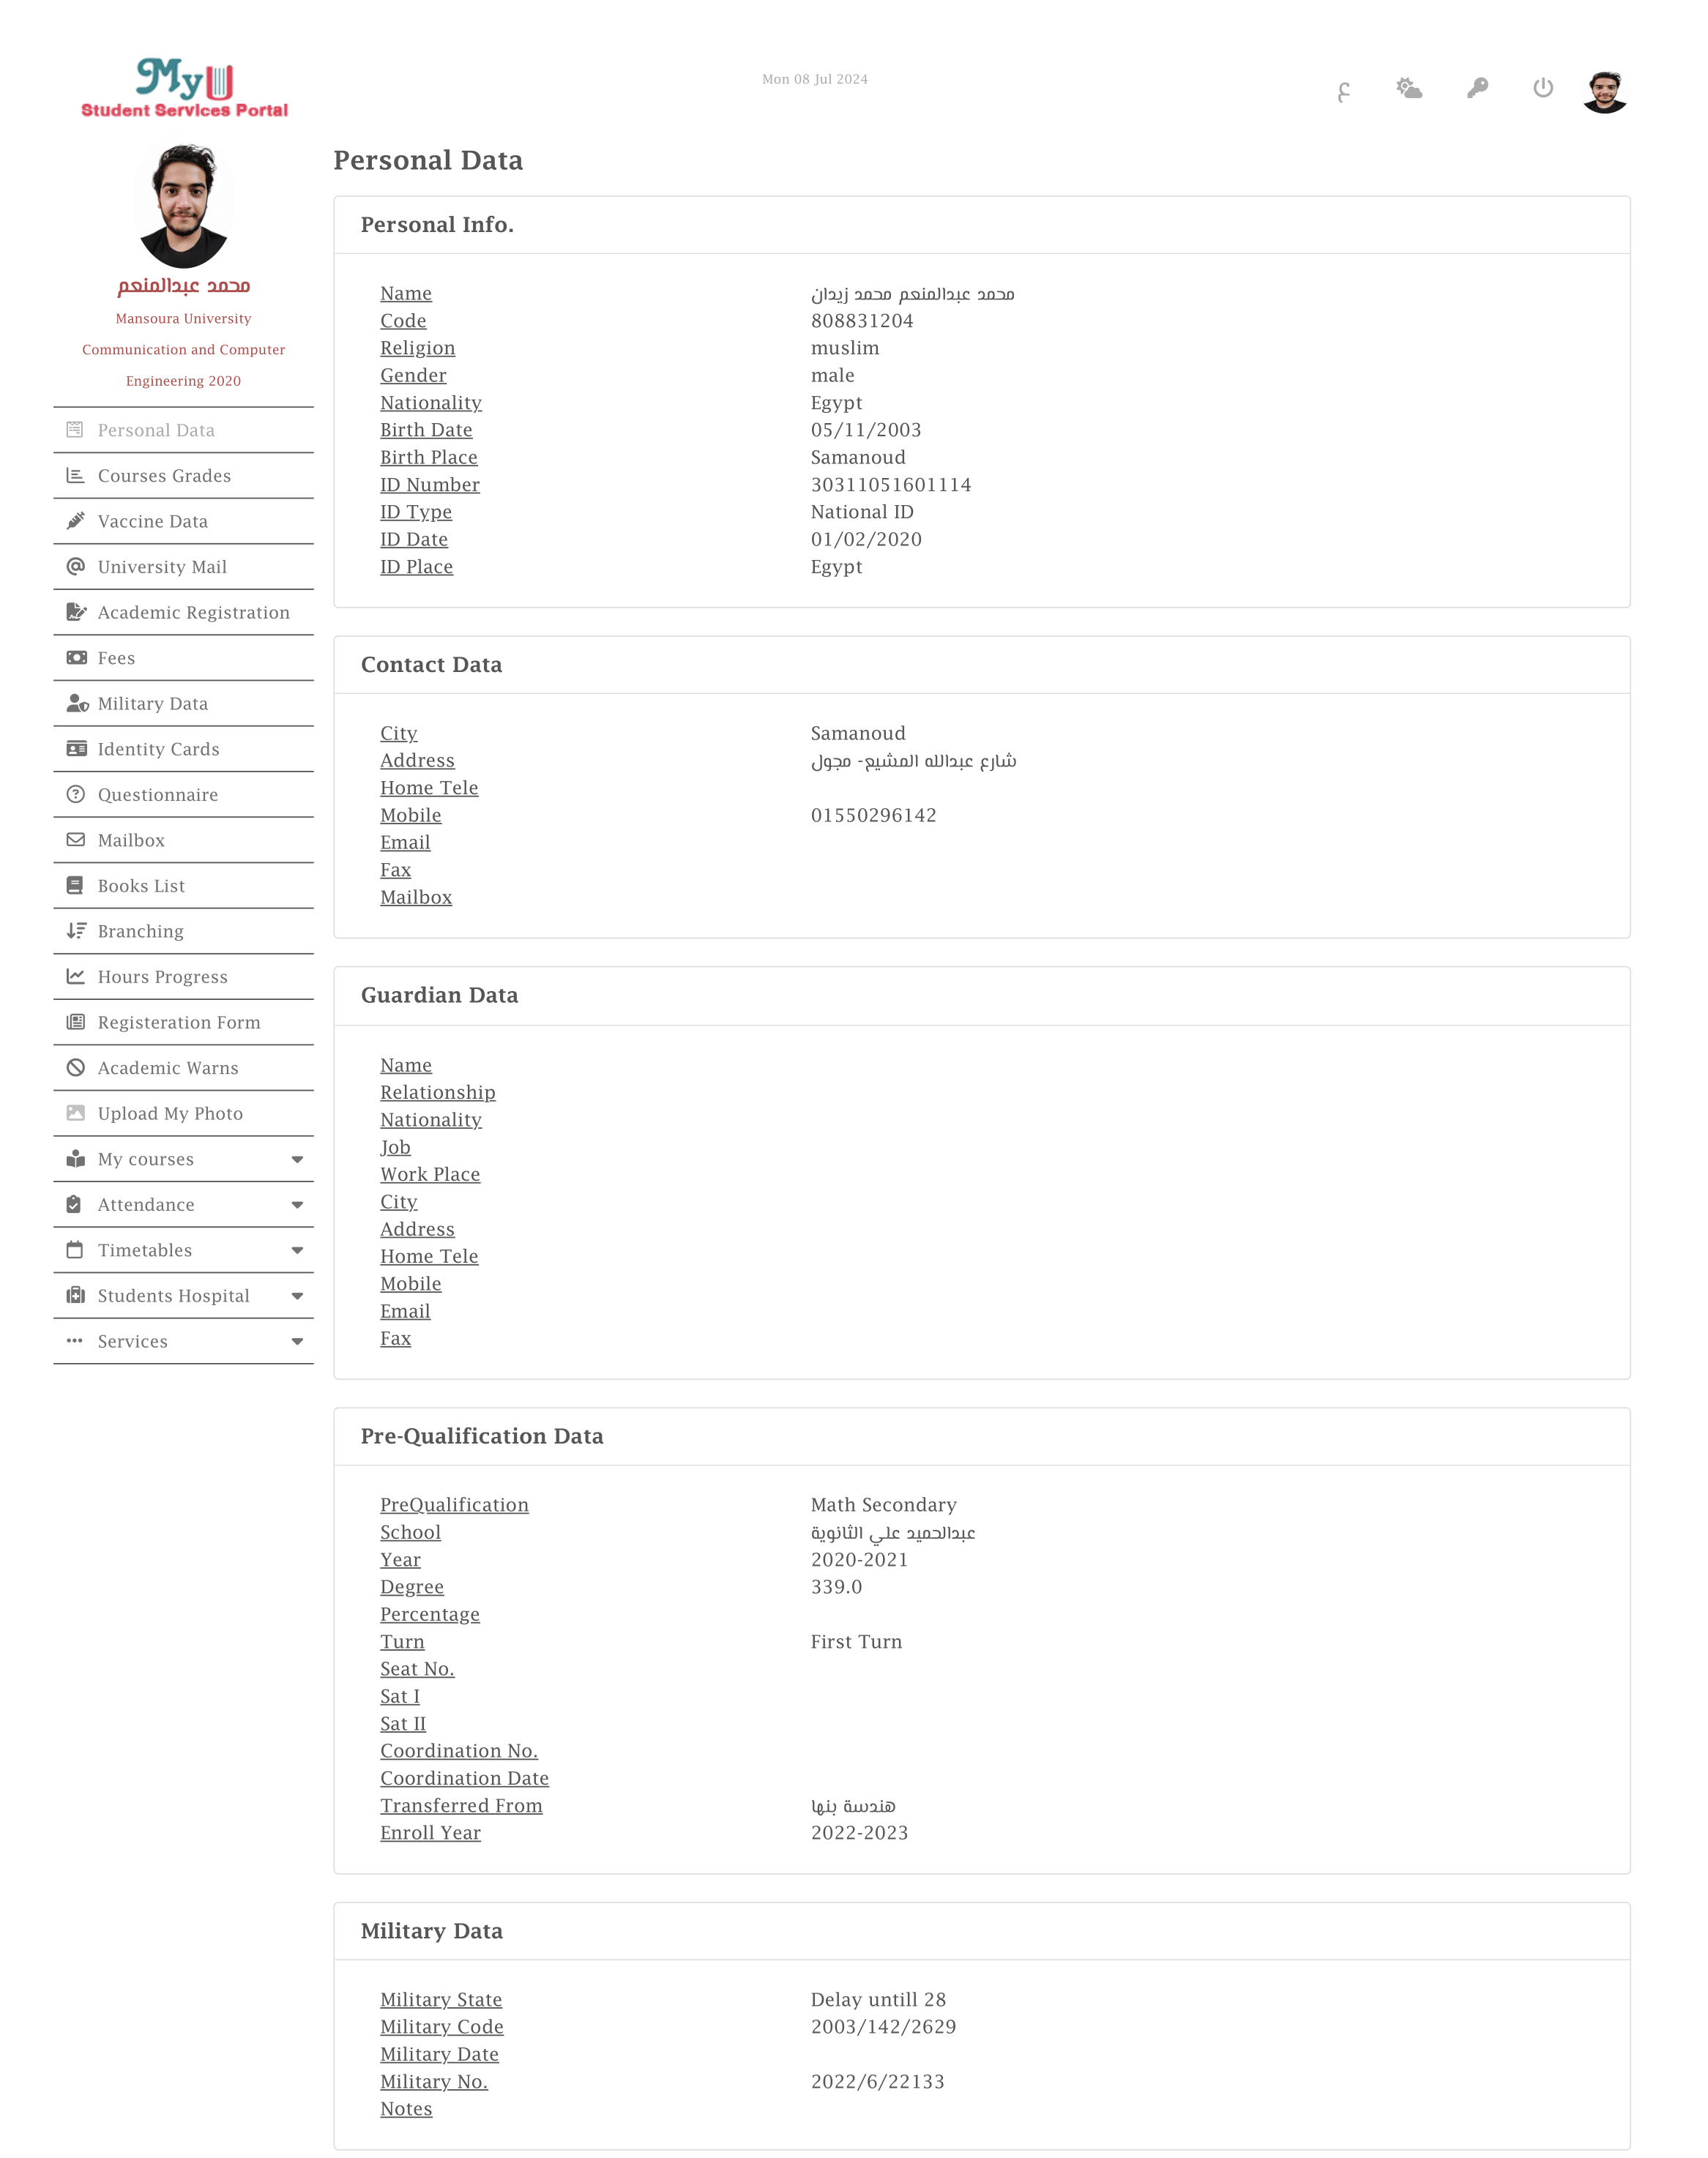 MyU
Student Services Portal
Mon 08 Jul 2024
ع
محمد عبدالمنعم
Mansoura University
Communication and Computer
Engineering 2020
Personal Data
Courses Grades
Vaccine Data
University Mail
Academic Registration
Fees
Military Data
Identity Cards
Questionnaire
Mailbox
Books List
Branching
Hours Progress
Registeration Form
Academic Warns
Upload My Photo
My courses
Attendance
Timetables
Students Hospital
Services
Personal Data
Personal Info.
Name محمد عبدالمنعم محمد زيدان
Code 808831204
Religion muslim
Gender male
Nationality Egypt
Birth Date 05/11/2003
Birth Place Samanoud
ID Number 30311051601114
ID Type National ID
ID Date 01/02/2020
ID Place Egypt
Contact Data
City Samanoud
Address شارع عبدالله المشيع- مجول
Home Tele
Mobile 01550296142
Email
Fax
Mailbox
Guardian Data
Name
Relationship
Nationality
Job
Work Place
City
Address
Home Tele
Mobile
Email
Fax
Pre-Qualification Data
PreQualification Math Secondary
School عبدالحميد علي الثانوية
Year 2020-2021
Degree 339.0
Percentage
Turn First Turn
Seat No.
Sat I
Sat II
Coordination No.
Coordination Date
Transferred From هندسة بنها
Enroll Year 2022-2023
Military Data
Military State Delay untill 28
Military Code 2003/142/2629
Military Date
Military No. 2022/6/22133
Notes